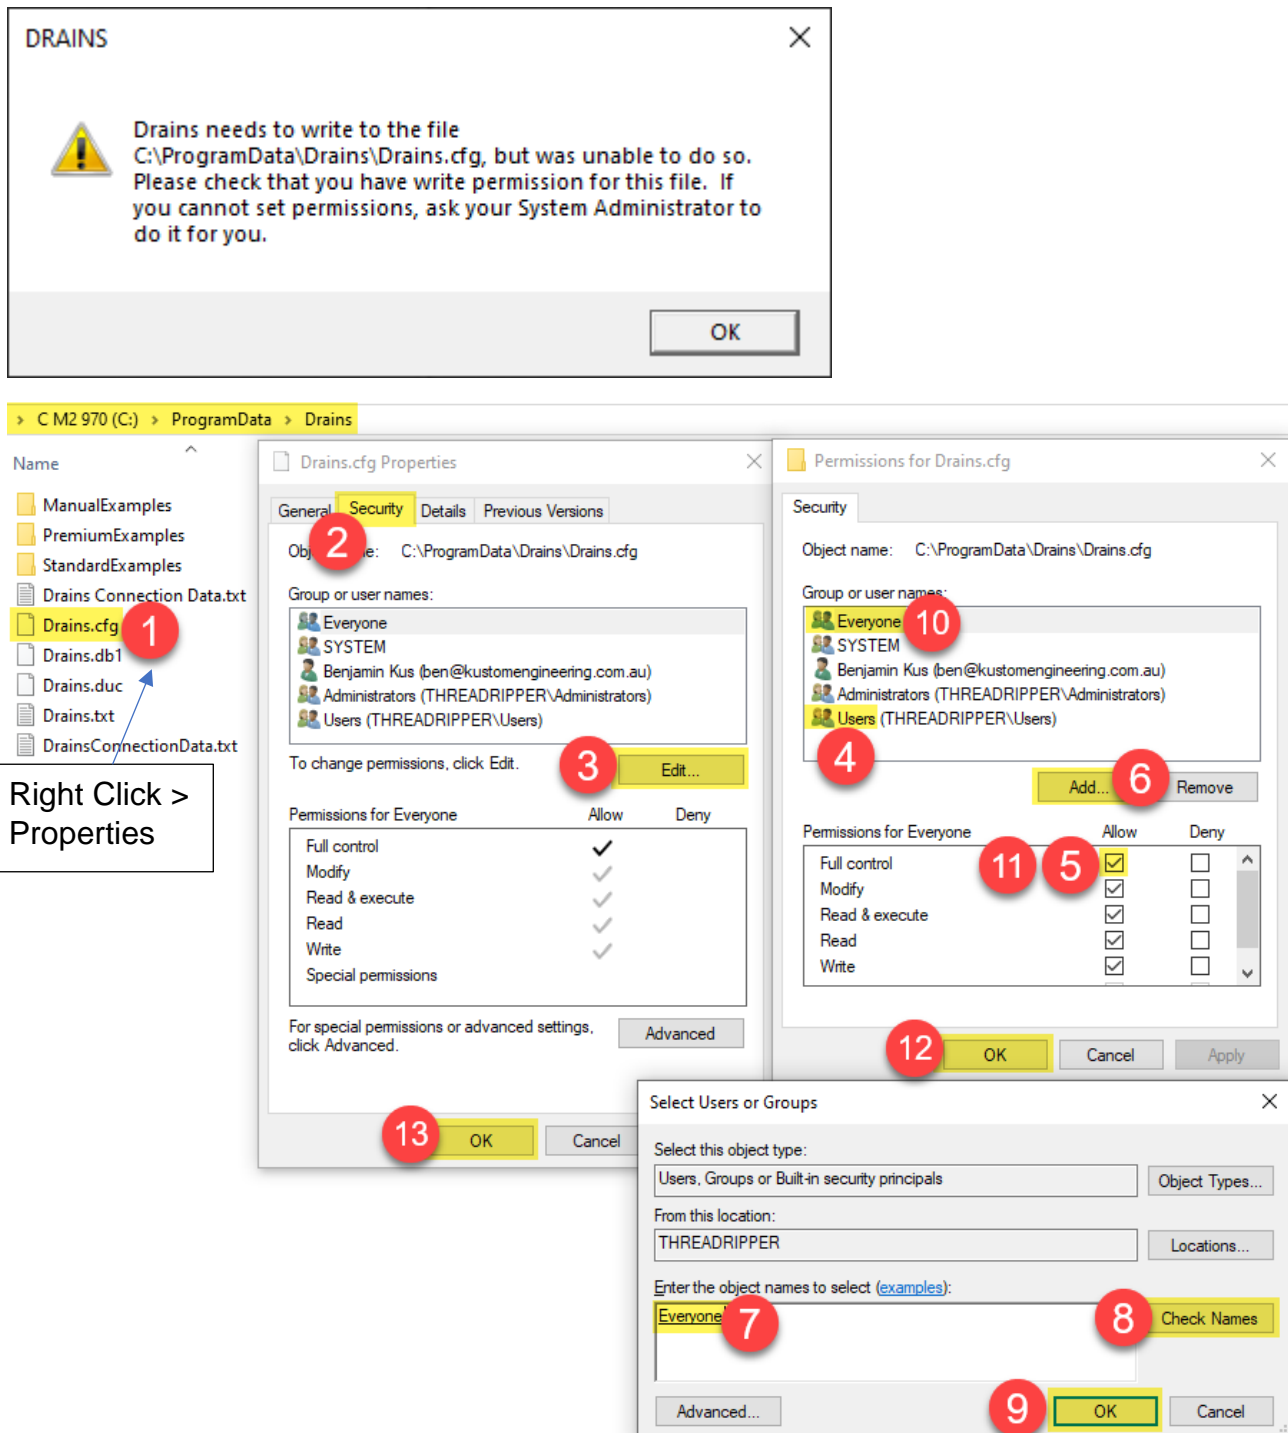 DRAINS
Drains needs to write to the file
C:\ProgramData\Drains\Drains.cfg, but was unable to do so.
Please check that you have write permission for this file.  If
you cannot set permissions, ask your System Administrator to
do it for you.
OK
> C M2 970 (C:) > ProgramData > Drains
Name
ManualExamples
PremiumExamples
StandardExamples
Drains Connection Data.txt
Drains.cfg
1
Drains.db1
Drains.duc
Drains.txt
DrainsConnectionData.txt
Right Click >
Properties
Drains.cfg Properties
General Security Details Previous Versions
2
C:\ProgramData\Drains\Drains.cfg
Group or user names:
Everyone
SYSTEM
Benjamin Kus (ben@kustomengineering.com.au)
Administrators (THREADRIPPER\Administrators)
Users (THREADRIPPER\Users)
To change permissions, click Edit.
3
Edit...
Permissions for Everyone Allow Deny
Full control
Modify
Read & execute
Read
Write
Special permissions
For special permissions or advanced settings,
click Advanced.
Advanced
13
OK Cancel
Permissions for Drains.cfg
Security
Object name: C:\ProgramData\Drains\Drains.cfg
Group or user names:
Everyone
10
SYSTEM
Benjamin Kus (ben@kustomengineering.com.au)
Administrators (THREADRIPPER\Administrators)
Users (THREADRIPPER\Users)
4
Add... 6 Remove
Permissions for Everyone Allow Deny
Full control 11 5
Modify
Read & execute
Read
Write
12 OK Cancel Apply
Select Users or Groups
Select this object type:
Users, Groups or Built-in security principals Object Types...
From this location:
THREADRIPPER Locations...
Enter the object names to select (examples):
Everyone 7 8 Check Names
Advanced... 9 OK Cancel